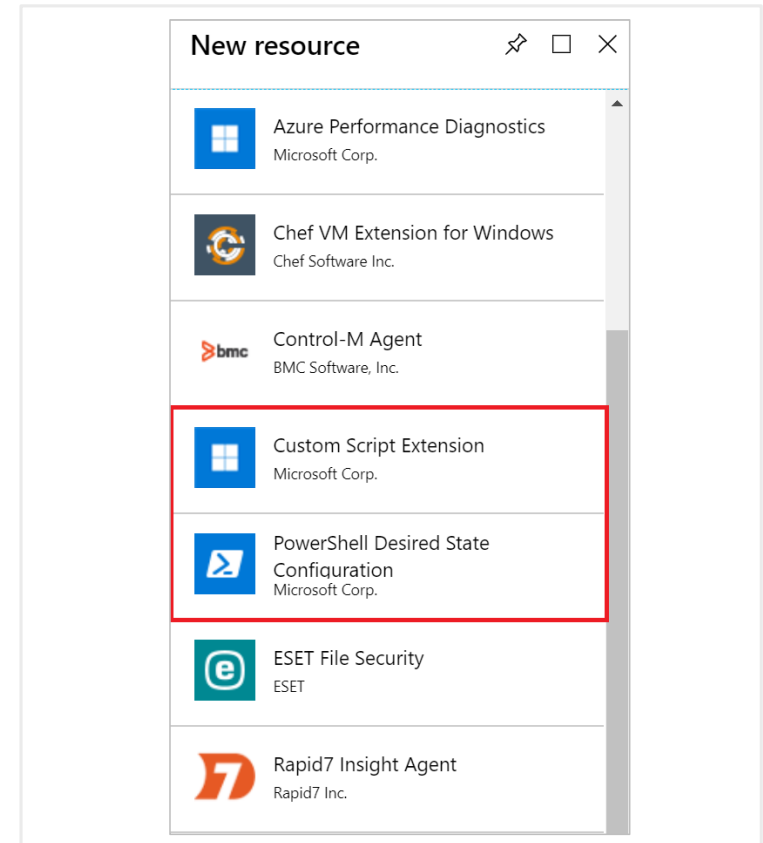 New resource
Azure Performance Diagnostics
Microsoft Corp.
Chef VM Extension for Windows
Chef Software Inc.
bmc
Control-M Agent
BMC Software, Inc.
Custom Script Extension
Microsoft Corp.
PowerShell Desired State
Configuration
Microsoft Corp.
e
ESET File Security
ESET
7
Rapid7 Insight Agent
Rapid7 Inc.